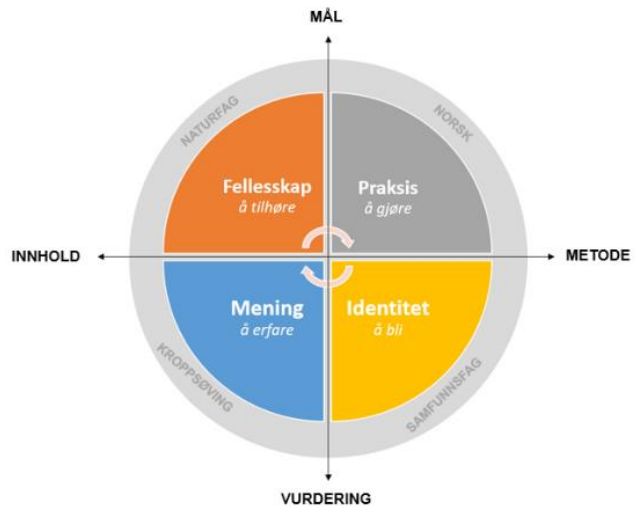 MÅL
NATURFAG
NORSK
Fellesskap
å tilhøre
Praksis
å gjøre
INNHOLD
METODE
Mening
å erfare
Identitet
å bli
KROPPSØVING
SAMFUNNSFAG
VURDERING